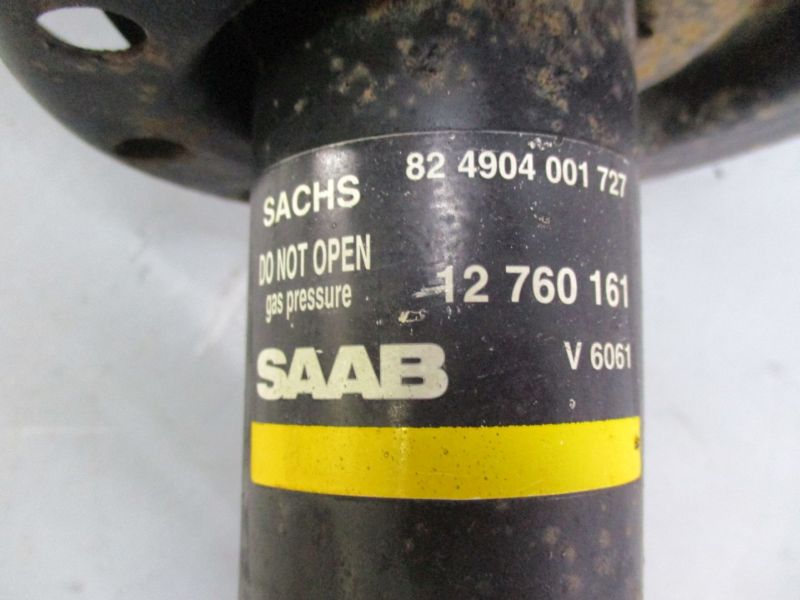 SACHS 82 4904 001 727
DO NOT OPEN
gas pressure 12 760 161
SAAB V 6061